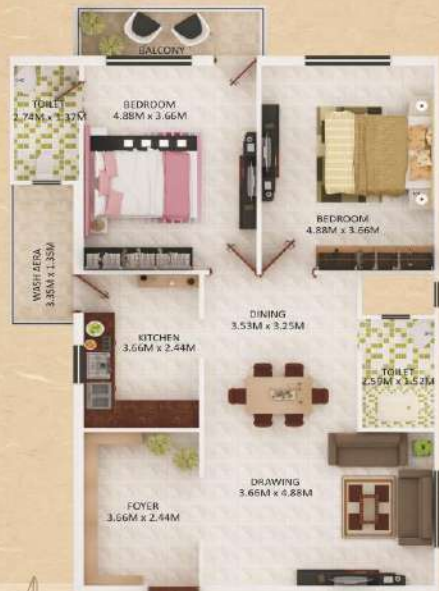 BALCONY
TOILET
2.74M x 1.37M
BEDROOM
4.88M x 3.66M
BEDROOM
4.88M x 3.66M
WASH AERA
3.35M x 1.35M
KITCHEN
3.66M x 2.44M
DINING
3.53M x 3.25M
TOILET
2.59M x 1.52M
DRAWING
3.66M x 4.88M
FOYER
3.66M x 2.44M